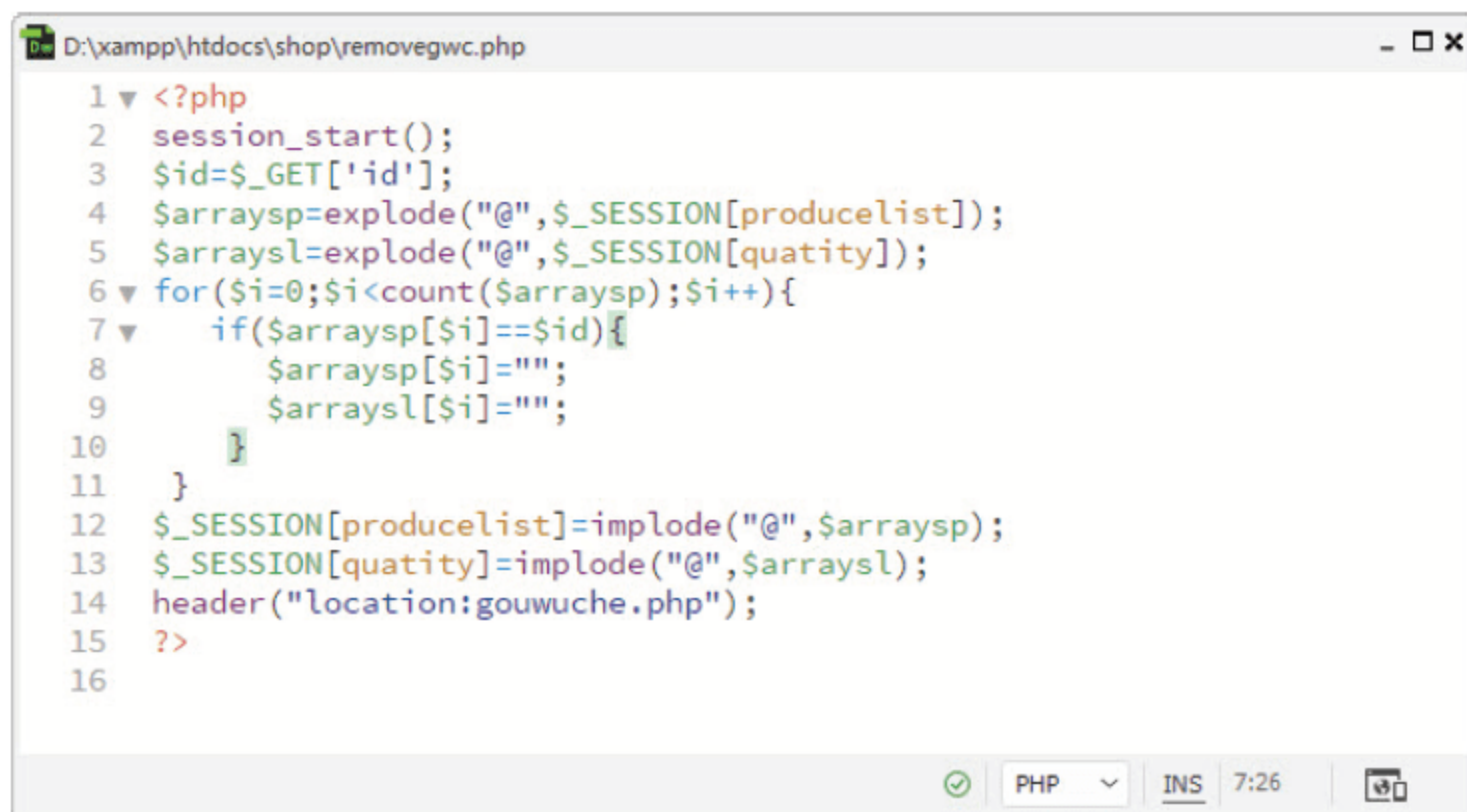 Dw D:\xampp\htdocs\shop\removegwc.php
1 <?php
2 session_start();
3 $id=$_GET['id'];
4 $arraysp=explode("@",$_SESSION[producelist]);
5 $arraysl=explode("@",$_SESSION[quatity]);
6 for($i=0;$i<count($arraysp);$i++){
7    if($arraysp[$i]==$id){
8       $arraysp[$i]="";
9       $arraysl[$i]="";
10     }
11  }
12 $_SESSION[producelist]=implode("@",$arraysp);
13 $_SESSION[quatity]=implode("@",$arraysl);
14 header("location:gouwuche.php");
15 ?>
16
PHP INS 7:26